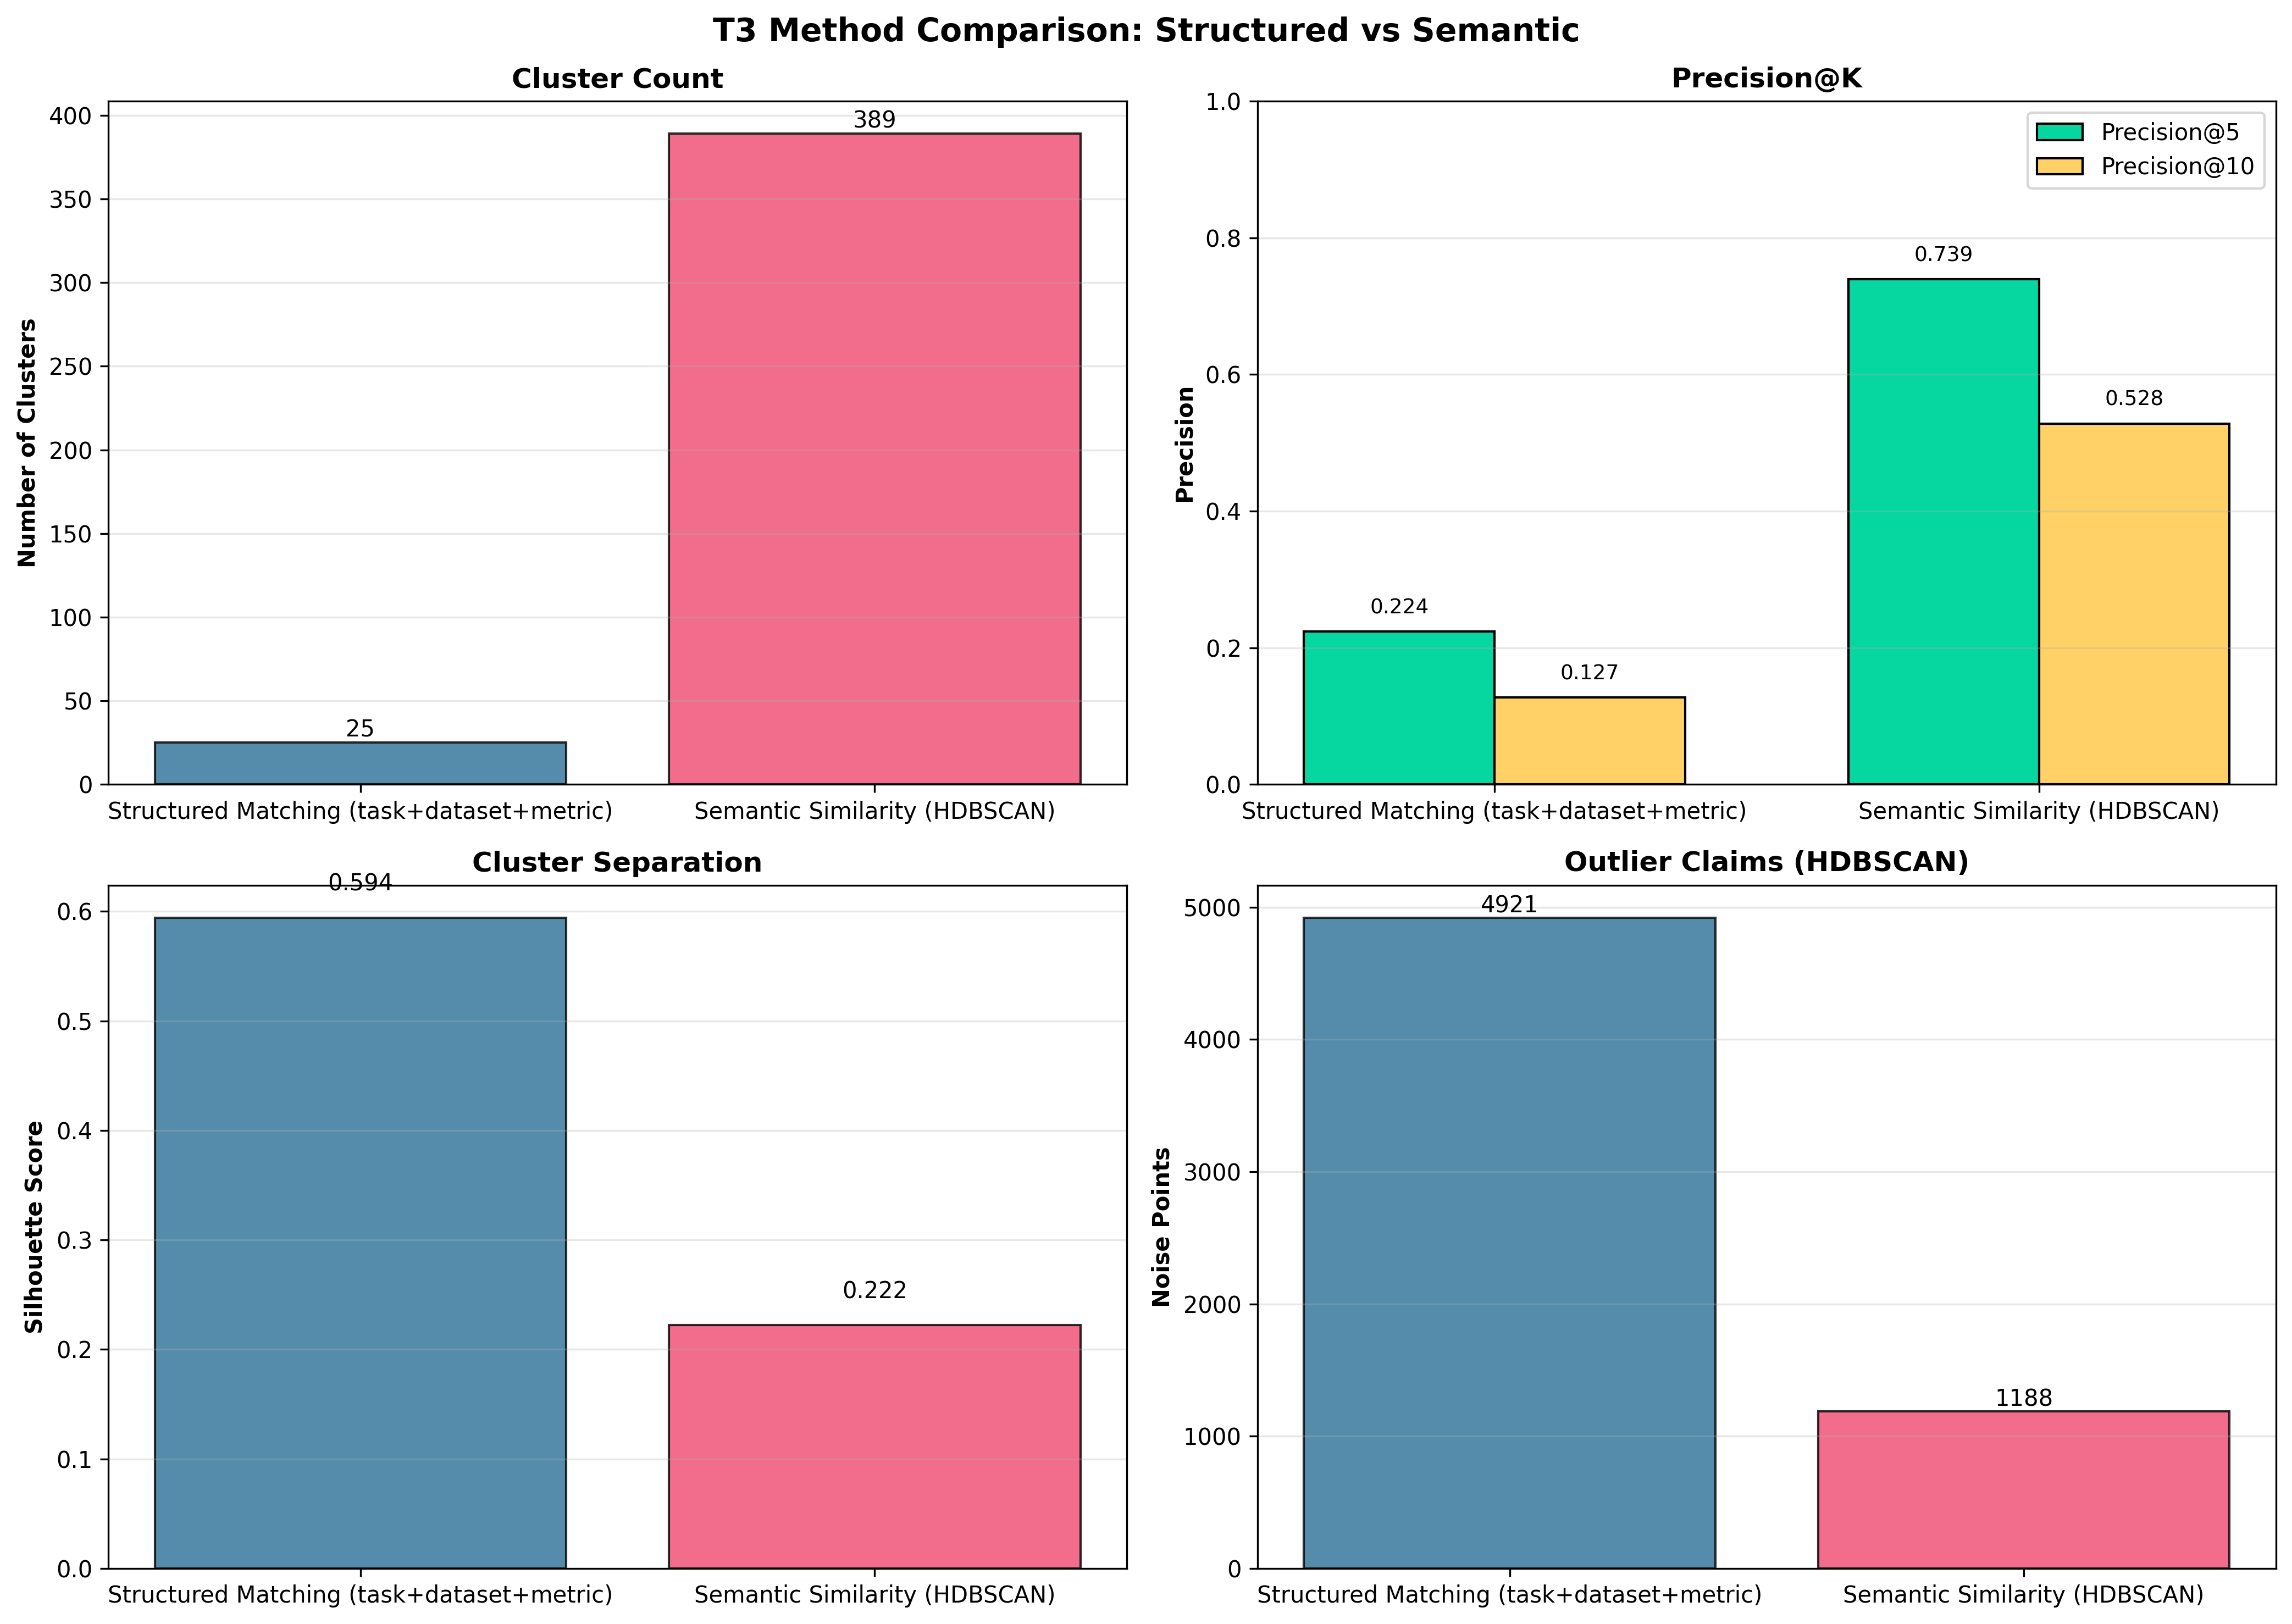 T3 Method Comparison: Structured vs Semantic
Cluster Count
Number of Clusters
400
350
300
250
200
150
100
50
0
25
389
Structured Matching (task+dataset+metric)
Semantic Similarity (HDBSCAN)
Precision@K
Precision
1.0
0.8
0.6
0.4
0.2
0.0
Precision@5
Precision@10
0.224
0.127
0.739
0.528
Structured Matching (task+dataset+metric)
Semantic Similarity (HDBSCAN)
Cluster Separation
Silhouette Score
0.6
0.5
0.4
0.3
0.2
0.1
0.0
0.594
0.222
Structured Matching (task+dataset+metric)
Semantic Similarity (HDBSCAN)
Outlier Claims (HDBSCAN)
Noise Points
5000
4000
3000
2000
1000
0
4921
1188
Structured Matching (task+dataset+metric)
Semantic Similarity (HDBSCAN)